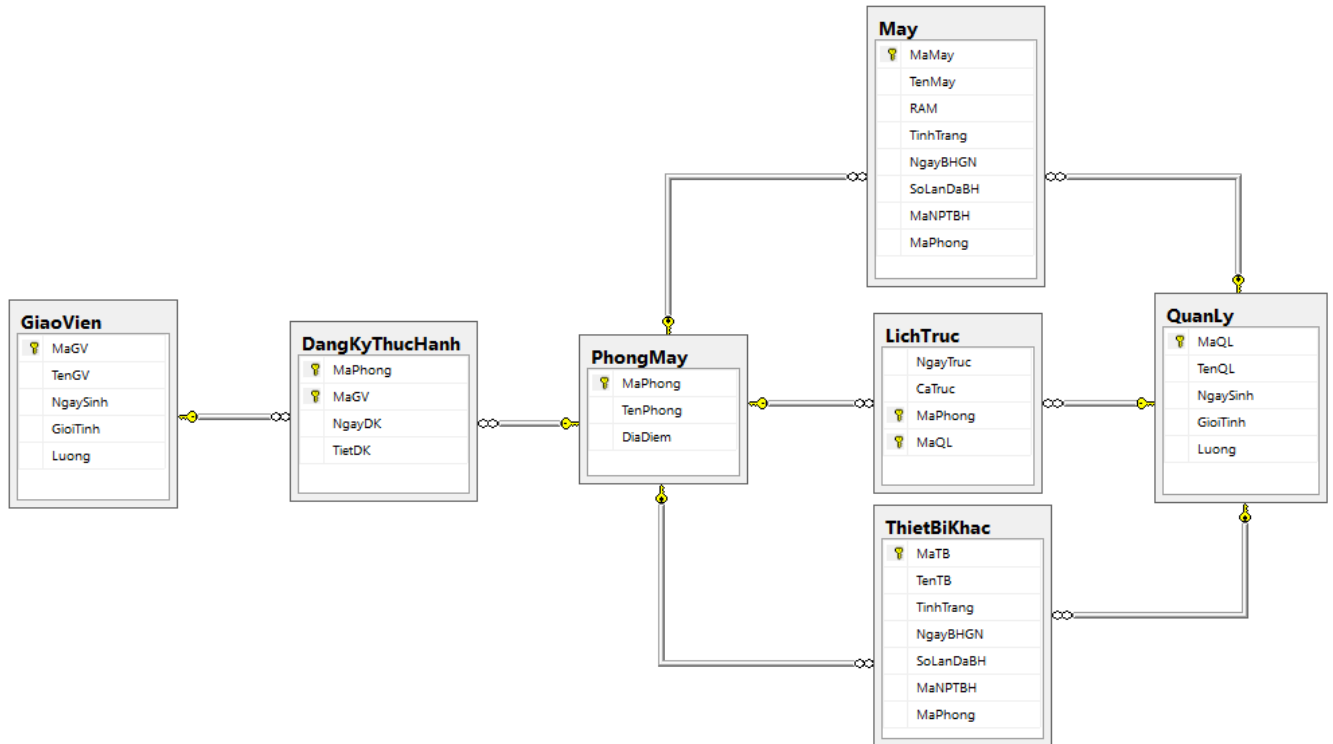 May
MaMay
TenMay
RAM
TinhTrang
NgayBHGN
SoLanDaBH
MaNPTBH
MaPhong
GiaoVien
MaGV
TenGV
NgaySinh
GioiTinh
Luong
DangKyThucHanh
MaPhong
MaGV
NgayDK
TietDK
PhongMay
MaPhong
TenPhong
DiaDiem
LichTruc
NgayTruc
CaTruc
MaPhong
MaQL
QuanLy
MaQL
TenQL
NgaySinh
GioiTinh
Luong
ThietBiKhac
MaTB
TenTB
TinhTrang
NgayBHGN
SoLanDaBH
MaNPTBH
MaPhong